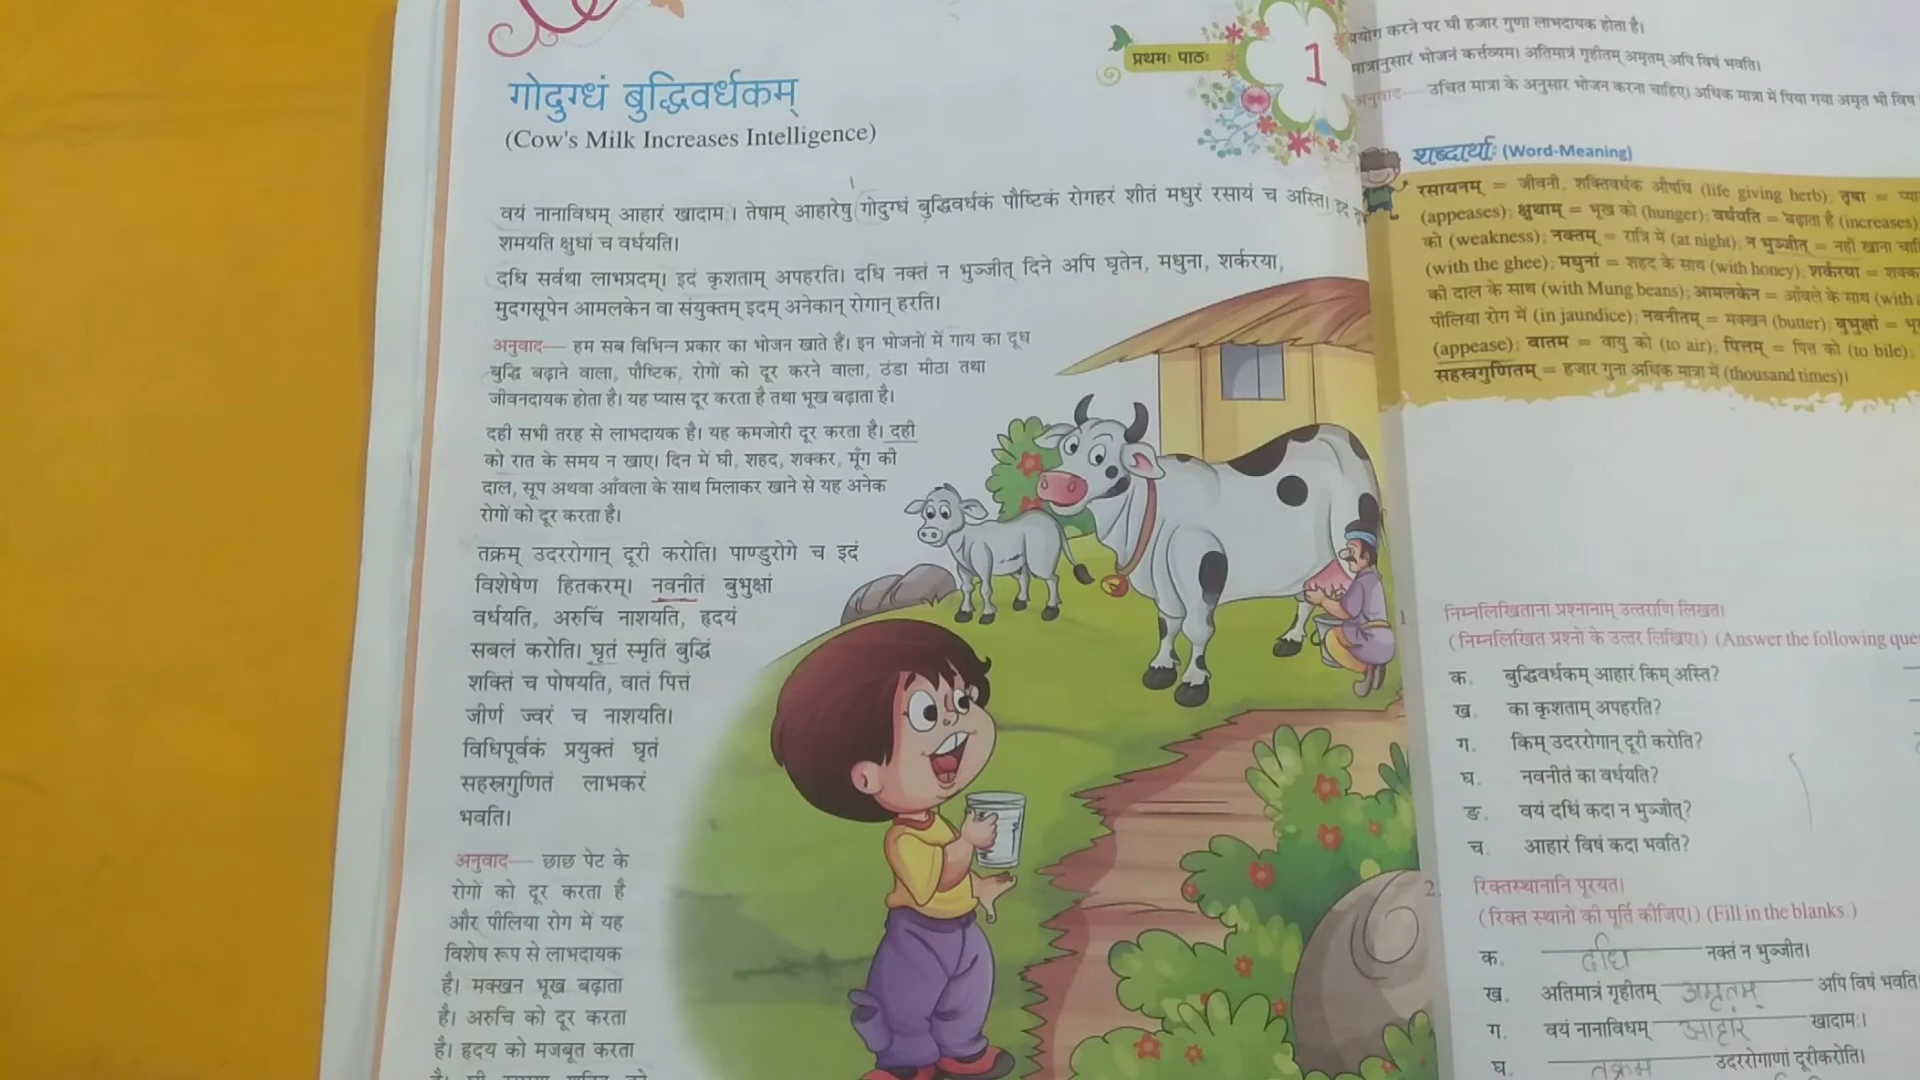 प्रथमः पाठः
1
गोदुग्धं बुद्धिवर्धकम्
(Cow's Milk Increases Intelligence)
वयं नानाविधम् आहारं खादामः। तेषाम् आहारेषु गोदुग्धं बुद्धिवर्धकं पौष्टिकं रोगहरं शीतं मधुरं रसायं च अस्ति। इदं
शमयति क्षुधां च वर्धयति।
दधि सर्वथा लाभप्रदम्। इदं कृशताम् अपहरति। दधि नक्तं न भुञ्जीत् दिने अपि घृतेन, मधुना, शर्करया,
मुदगसूपेन आमलकेन वा संयुक्तम् इदम् अनेकान् रोगान् हरति।
अनुवाद— हम सब विभिन्न प्रकार का भोजन खाते हैं। इन भोजनों में गाय का दूध
बुद्धि बढ़ाने वाला, पौष्टिक, रोगों को दूर करने वाला, ठंडा मीठा तथा
जीवनदायक होता है। यह प्यास दूर करता है तथा भूख बढ़ाता है।
दही सभी तरह से लाभदायक है। यह कमजोरी दूर करता है। दही
को रात के समय न खाए। दिन में घी, शहद, शक्कर, मूँग की
दाल, सूप अथवा आँवला के साथ मिलाकर खाने से यह अनेक
रोगों को दूर करता है।
तक्रम् उदररोगान् दूरी करोति। पाण्डुरोगे च इदं
विशेषेण हितकरम्। नवनीतं बुभुक्षां
वर्धयति, अरुचिं नाशयति, हृदयं
सबलं करोति। घृतं स्मृतिं बुद्धिं
शक्तिं च पोषयति, वातं पित्तं
जीर्ण ज्वरं च नाशयति।
विधिपूर्वकं प्रयुक्तं घृतं
सहस्त्रगुणितं लाभकरं
भवति।
अनुवाद— छाछ पेट के
रोगों को दूर करता है
और पीलिया रोग में यह
विशेष रूप से लाभदायक
है। मक्खन भूख बढ़ाता
है। अरुचि को दूर करता
है। हृदय को मजबूत करता
प्रयोग करने पर घी हजार गुणा लाभदायक होता है।
मात्रानुसारं भोजनं कर्त्तव्यम। अतिमात्रं गृहीतम् अमृतम् अपि विषं भवति।
अनुवाद— उचित मात्रा के अनुसार भोजन करना चाहिए। अधिक मात्रा में पिया गया अमृत भी विष
शब्दार्थाः (Word-Meaning)
रसायनम् = जीवनी, शक्तिवर्धक औषधि (life giving herb); तृषा =
(appeases); क्षुधाम् = भूख को (hunger); वर्धयति = बढ़ाता है (increases)
को (weakness); नक्तम् = रात्रि में (at night); न भुञ्जीत् = नहीं खाना
(with the ghee); मधुनां = शहद के साथ (with honey); शर्करया =
की दाल के साथ (with Mung beans); आमलकेन = आँवले के साथ (with
पीलिया रोग में (in jaundice); नवनीतम् = मक्खन (butter); बुभुक्षां =
(appease); वातम = वायु को (to air); पित्तम् = पित्त को (to bile);
सहस्त्रगुणितम् = हजार गुना अधिक मात्रा में (thousand times)।
1
निम्नलिखितानां प्रश्नानाम् उत्तराणि लिखत।
(निम्नलिखित प्रश्नों के उत्तर लिखिए।) (Answer the following
क. बुद्धिवर्धकम् आहारं किम् अस्ति?
ख. का कृशताम् अपहरति?
ग. किम् उदररोगान् दूरी करोति?
घ. नवनीतं का वर्धयति?
ङ. वयं दधिं कदा न भुञ्जीत्?
च. आहारं विषं कदा भवति?
2. रिक्तस्थानानि पूरयत।
(रिक्त स्थानों की पूर्ति कीजिए।) (Fill in the blanks.)
क. दधि नक्तं न भुञ्जीत।
ख. अतिमात्रं गृहीतम् अमृतम् अपि विषं भवति
ग. वयं नानाविधम् आहारं खादामः।
घ. तक्रम उदररोगाणां दूरीकरोति।